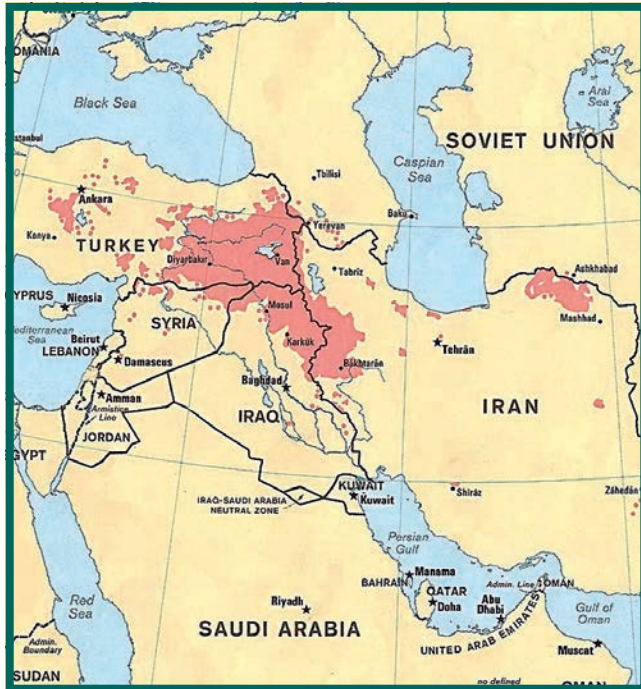 OMANIA
Black Sea
Aral
Sea
SOVIET UNION
Caspian
Sea
stanbul
Ankara
Tbilisi
Yerevan
Baku
Konya
TURKEY
Diyarbakır
Van
Tabriz
Ashkhabad
Mashhad
CYPRUS
Nicosia
Mosul
SYRIA
Mediterranean
Sea
Beirut
LEBANON
Karkūk
Tehrān
Damascus
Bākhtarān
Baghdad
Amman
Armistice
Line
IRAQ
IRAN
JORDAN
EGYPT
KUWAIT
Kuwait
IRAQ-SAUDI ARABIA
NEUTRAL ZONE
Shīrāz
Zāhedān
Persian
Gulf
Manama
BAHRAIN
Admin. Line
OMAN
QATAR
Doha
Abu
Dhabi
Gulf of
Oman
Red
Sea
Riyadh
UNITED ARAB EMIRATES
SAUDI ARABIA
Muscat
Admin.
Boundary
SUDAN
no defined
OMAN